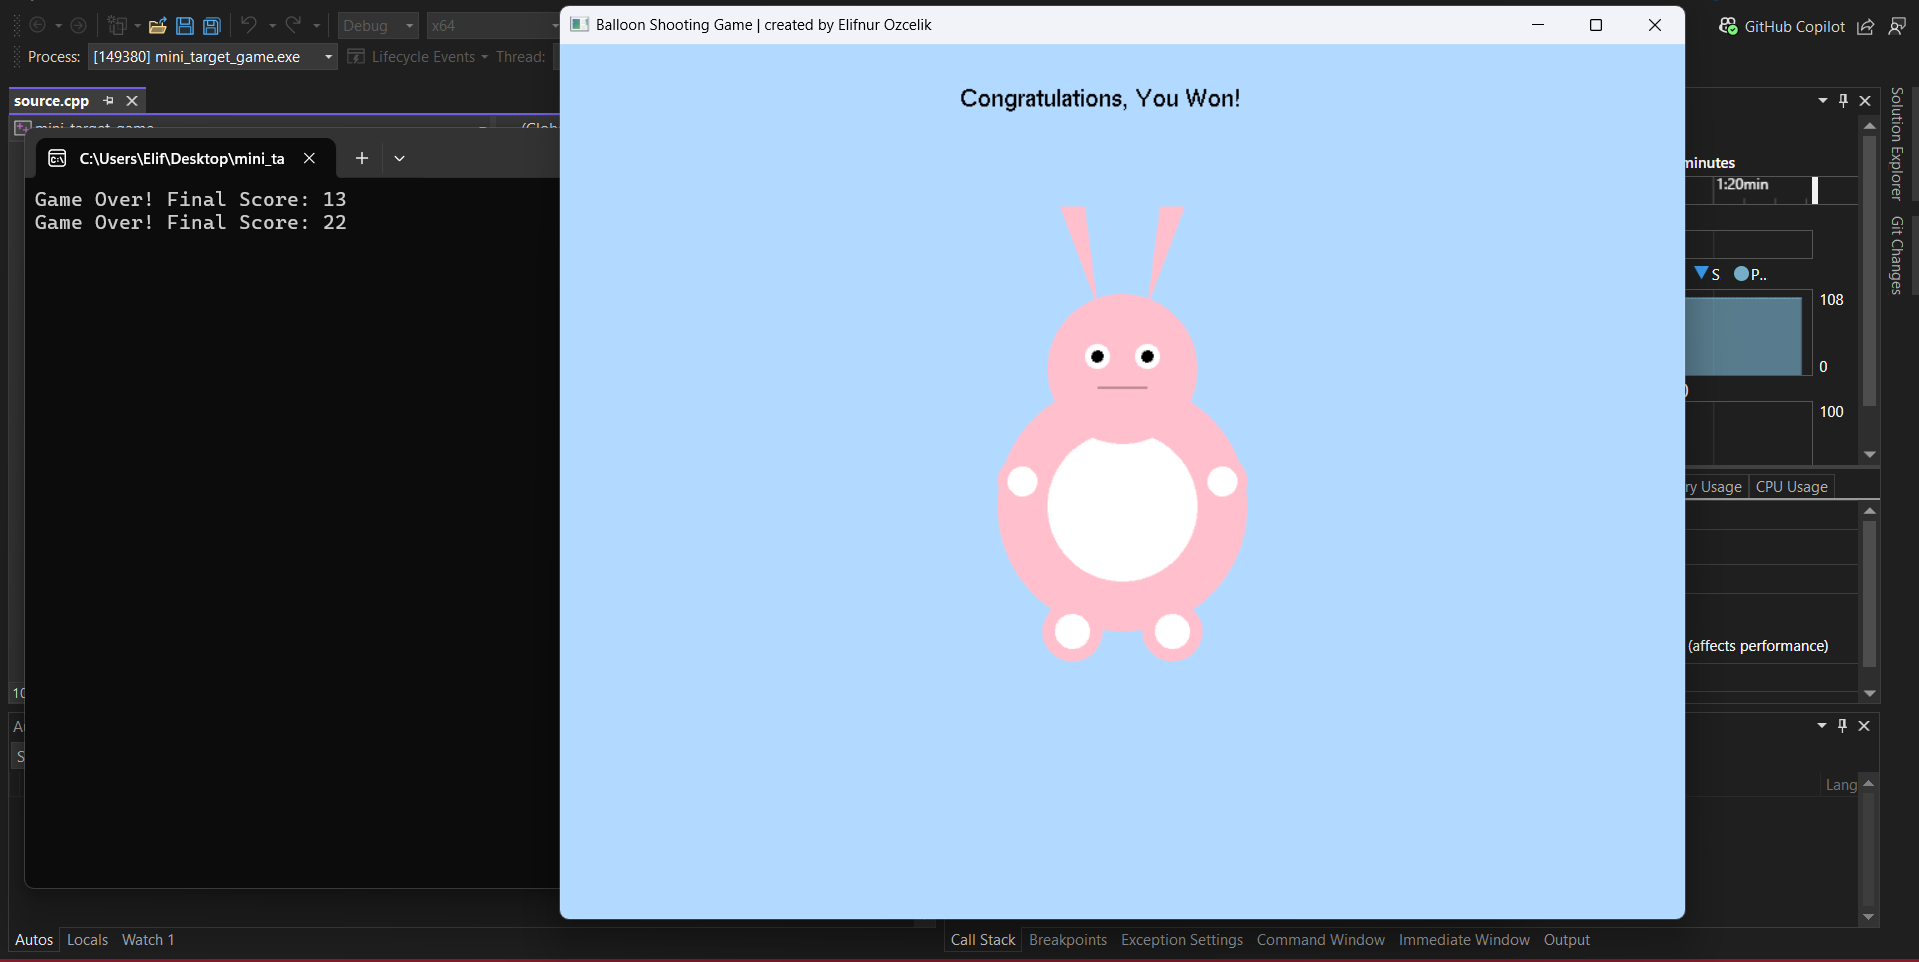 Debug
x64
GitHub Copilot
Process:
[149380] mini_target_game.exe
Lifecycle Events
Thread:
source.cpp
C:\Users\Elif\Desktop\mini_ta
Game Over! Final Score: 13
Game Over! Final Score: 22
Balloon Shooting Game | created by Elifnur Ozcelik
Congratulations, You Won!
minutes
1:20min
S
P..
108
0
100
ry Usage
CPU Usage
(affects performance)
Lang
Solution Explorer
Git Changes
Autos
Locals
Watch 1
Call Stack
Breakpoints
Exception Settings
Command Window
Immediate Window
Output